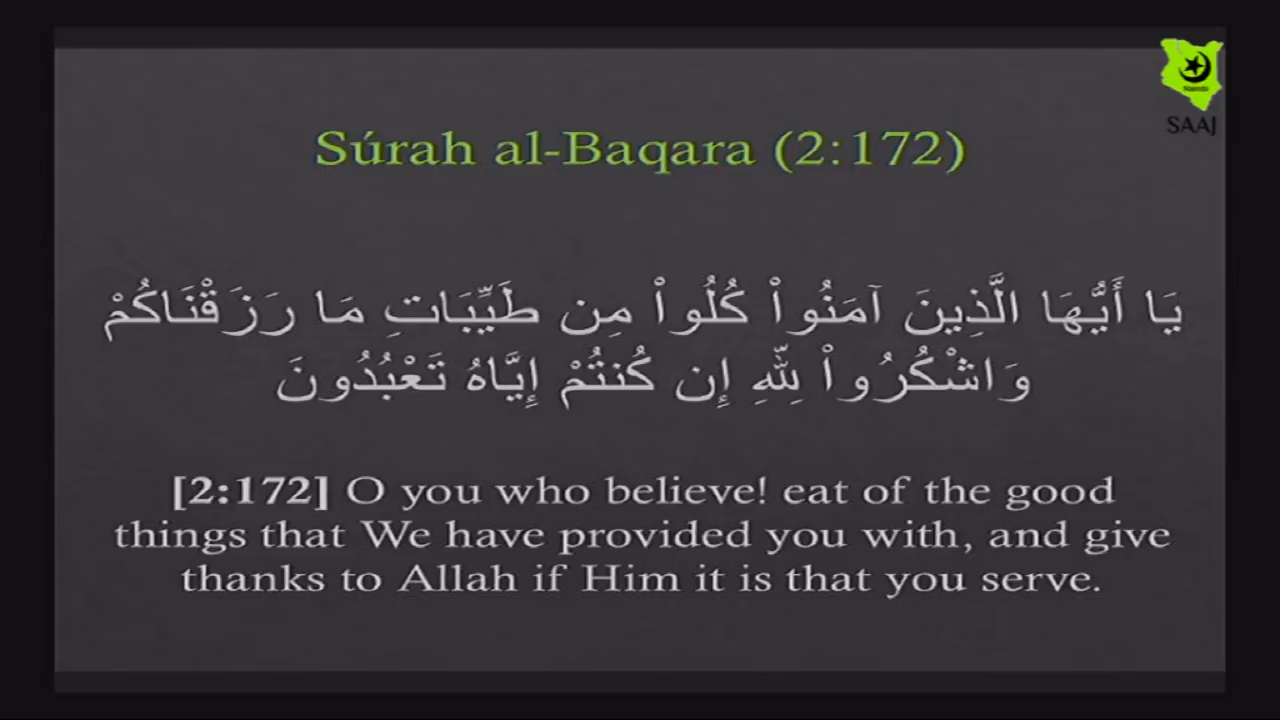 Nairobi
SAAJ
Súrah al-Baqara (2:172)
يَا أَيُّهَا الَّذِينَ آمَنُواْ كُلُواْ مِن طَيِّبَاتِ مَا رَزَقْنَاكُمْ
وَاشْكُرُواْ لِلّهِ إِن كُنتُمْ إِيَّاهُ تَعْبُدُونَ
[2:172] O you who believe! eat of the good
things that We have provided you with, and give
thanks to Allah if Him it is that you serve.